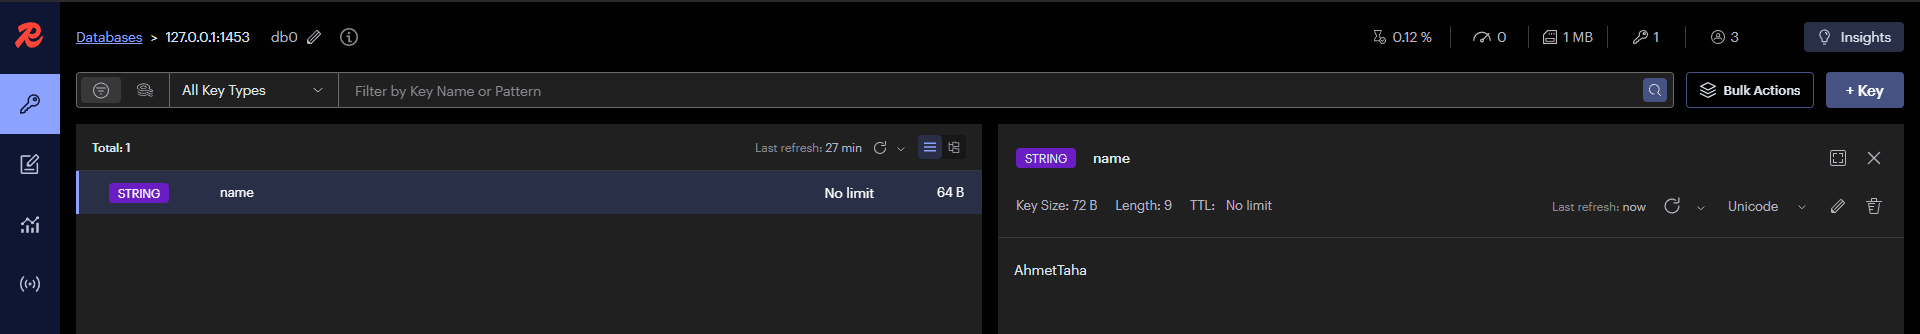 Databases > 127.0.0.1:1453 db0 0.12 % 0 1 MB 1 3 Insights
All Key Types Filter by Key Name or Pattern Bulk Actions + Key
Total: 1 Last refresh: 27 min
STRING name No limit 64 B
STRING name
Key Size: 72 B Length: 9 TTL: No limit Last refresh: now Unicode
AhmetTaha